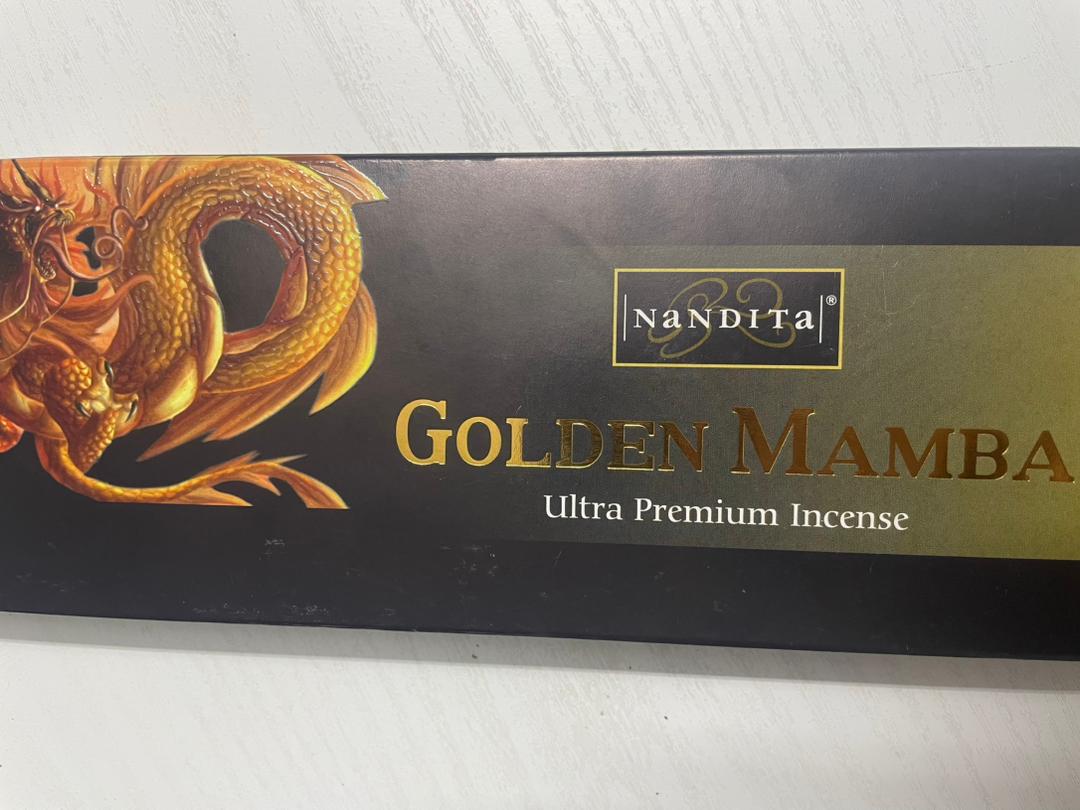 NaNDITa®
GOLDEN MAMBA
Ultra Premium Incense